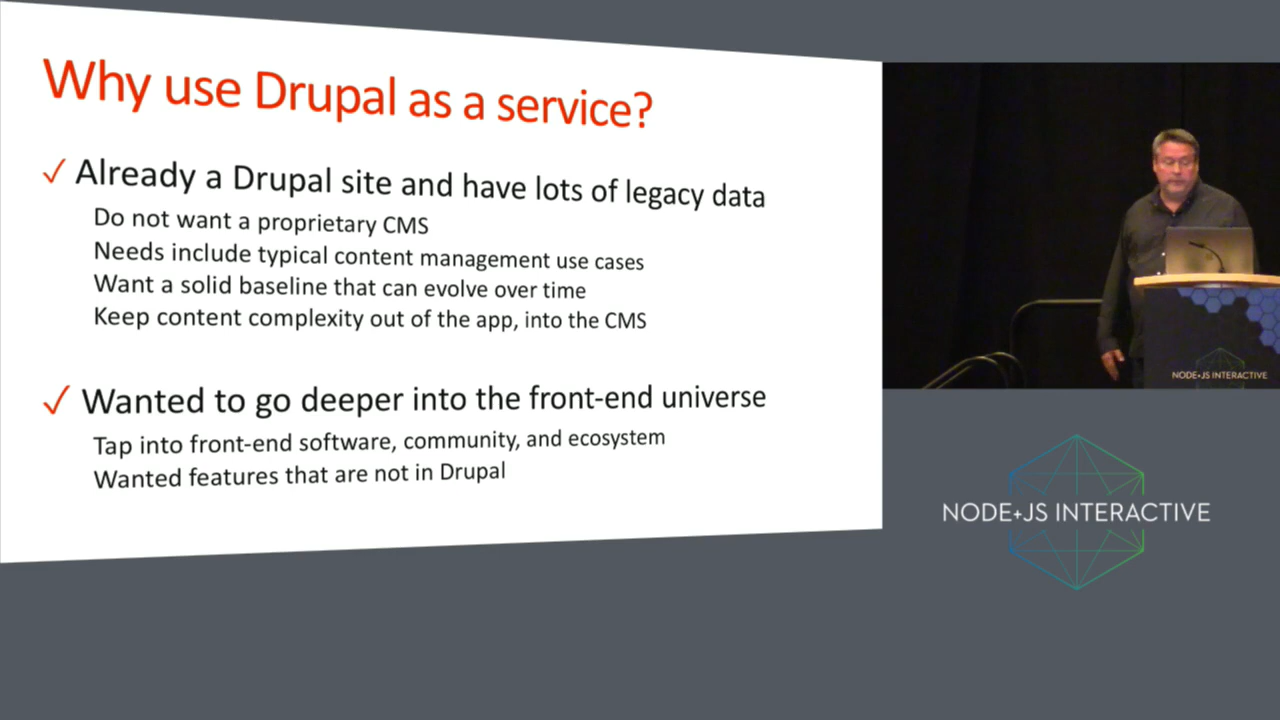 Why use Drupal as a service?
✓ Already a Drupal site and have lots of legacy data
Do not want a proprietary CMS
Needs include typical content management use cases
Want a solid baseline that can evolve over time
Keep content complexity out of the app, into the CMS
✓ Wanted to go deeper into the front-end universe
Tap into front-end software, community, and ecosystem
Wanted features that are not in Drupal
NODE+JS INTERACTIVE
NODE+JS INTERACTIVE